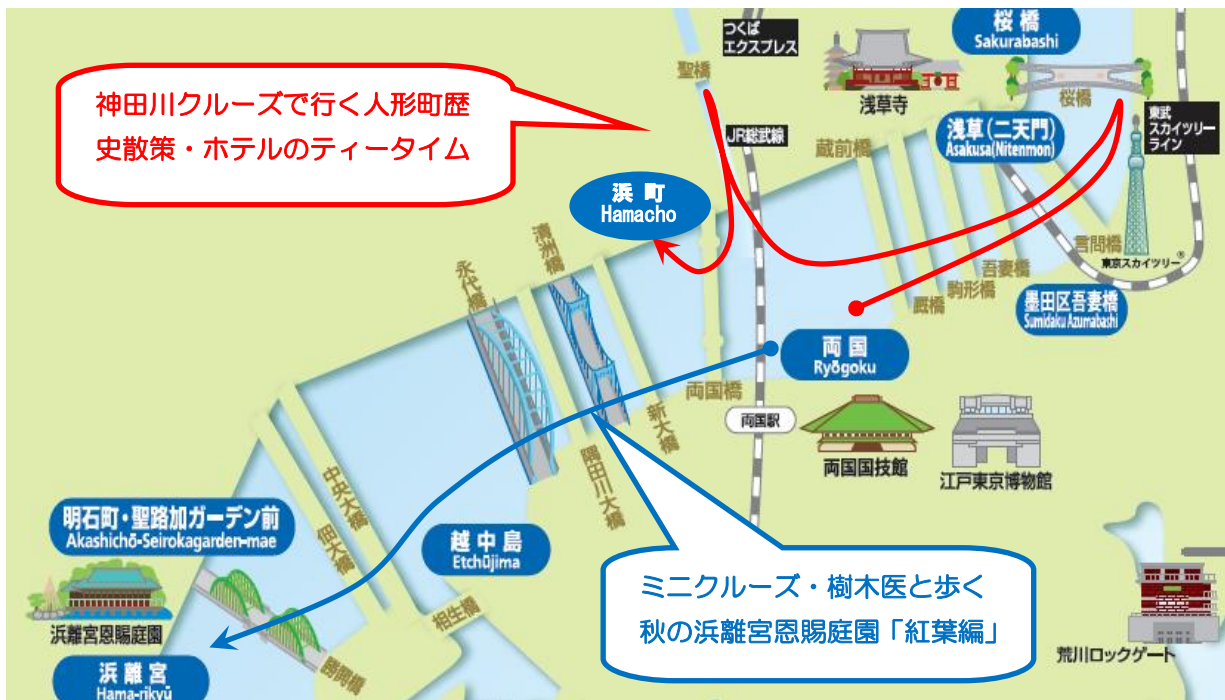 つくば
エクスプレス
聖橋
浅草寺
桜橋
Sakurabashi
桜橋
東武
スカイツリー
ライン
神田川クルーズで行く人形町歴
史散策・ホテルのティータイム
JR総武線
蔵前橋
浅草(二天門)
Asakusa(Nitenmon)
浜町
Hamacho
言問橋
東京スカイツリー®
吾妻橋
駒形橋
厩橋
墨田区吾妻橋
Sumidaku Azumabashi
清洲橋
永代橋
両国
Ryōgoku
両国橋
新大橋
隅田川大橋
両国駅
両国国技館
江戸東京博物館
中央大橋
佃大橋
明石町・聖路加ガーデン前
Akashichō-Seirokagarden-mae
越中島
Etchūjima
相生橋
浜離宮恩賜庭園
勝鬨橋
浜離宮
Hama-rikyū
ミニクルーズ・樹木医と歩く
秋の浜離宮恩賜庭園「紅葉編」
荒川ロックゲート